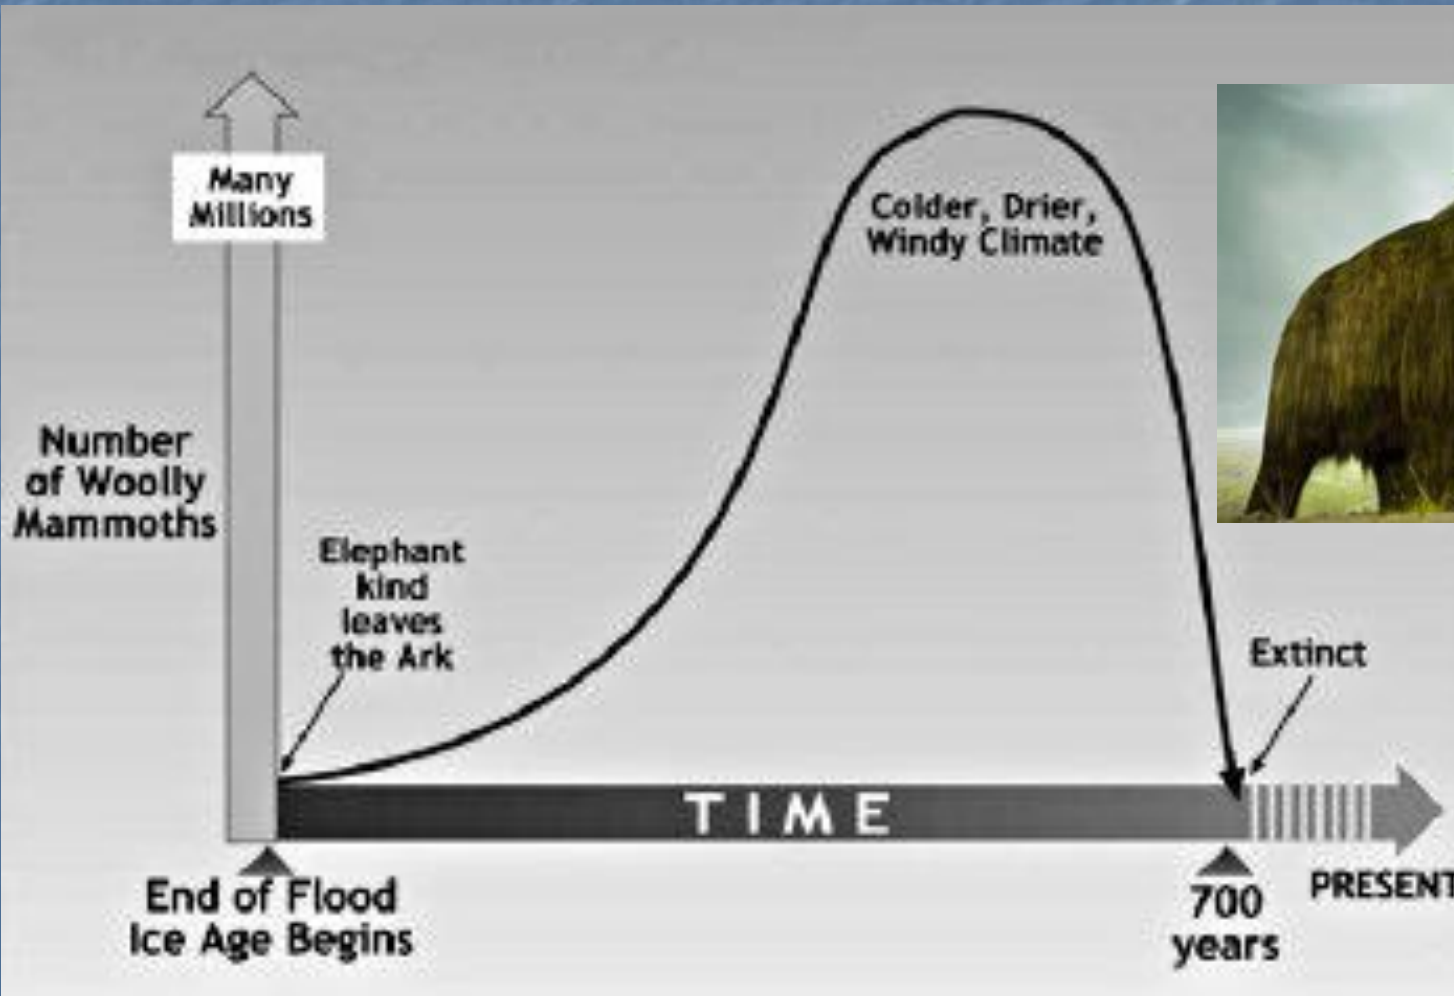 Many
Millions
Colder, Drier,
Windy Climate
Number
of Woolly
Mammoths
Elephant
kind
leaves
the Ark
Extinct
TIME
End of Flood
Ice Age Begins
700
years
PRESENT